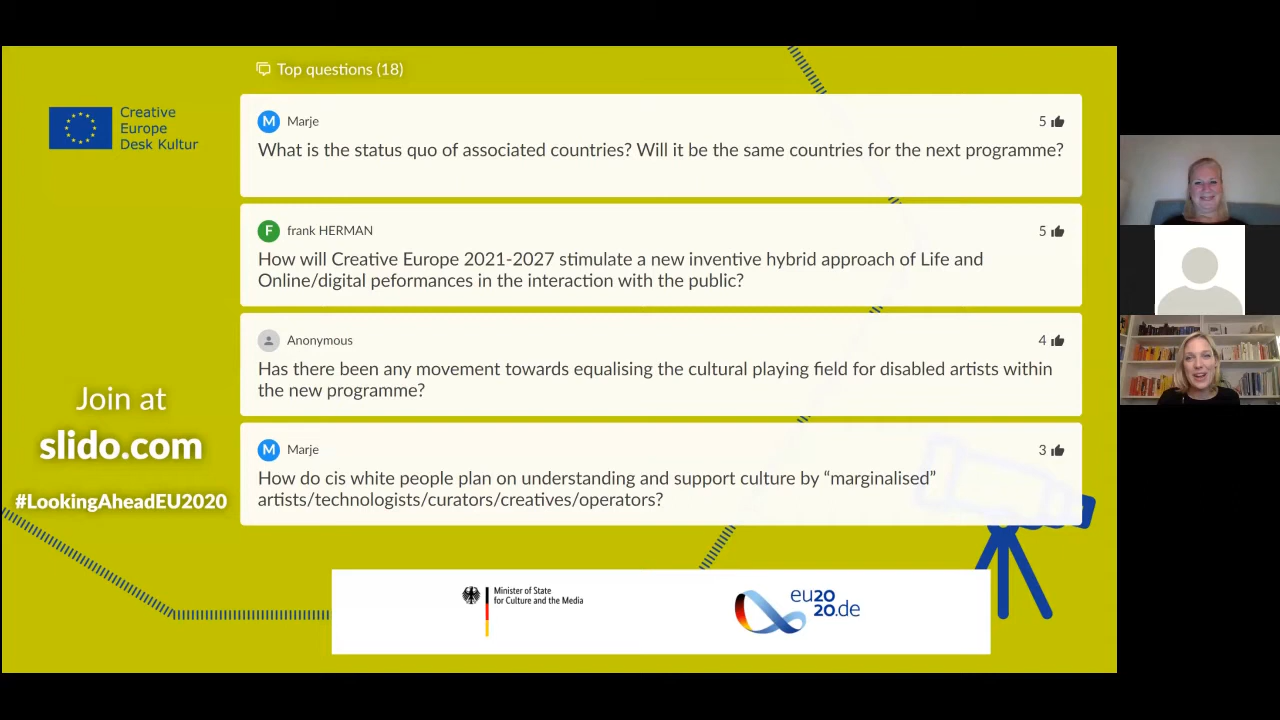 Top questions (18)
Creative
Europe
Desk Kultur
M Marje
5
What is the status quo of associated countries? Will it be the same countries for the next programme?
F frank HERMAN
5
How will Creative Europe 2021-2027 stimulate a new inventive hybrid approach of Life and
Online/digital peformances in the interaction with the public?
Anonymous
4
Has there been any movement towards equalising the cultural playing field for disabled artists within
the new programme?
M Marje
3
How do cis white people plan on understanding and support culture by “marginalised”
artists/technologists/curators/creatives/operators?
Join at
slido.com
#LookingAheadEU2020
Minister of State
for Culture and the Media
eu20
20.de